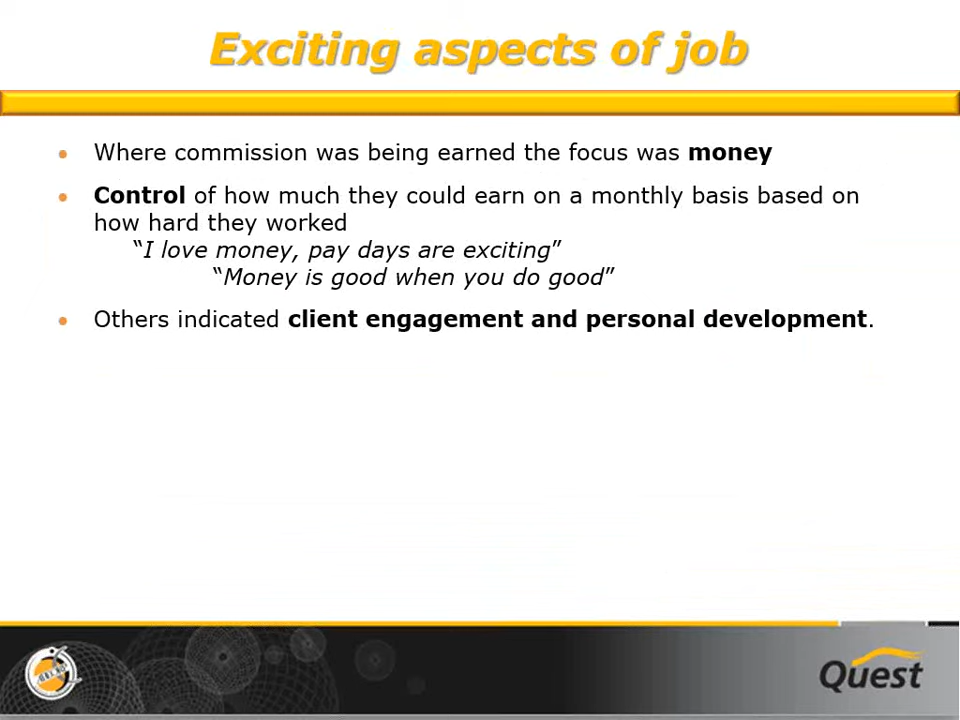 Exciting aspects of job
• Where commission was being earned the focus was money
• Control of how much they could earn on a monthly basis based on
how hard they worked
“I love money, pay days are exciting”
“Money is good when you do good”
• Others indicated client engagement and personal development.
Quest